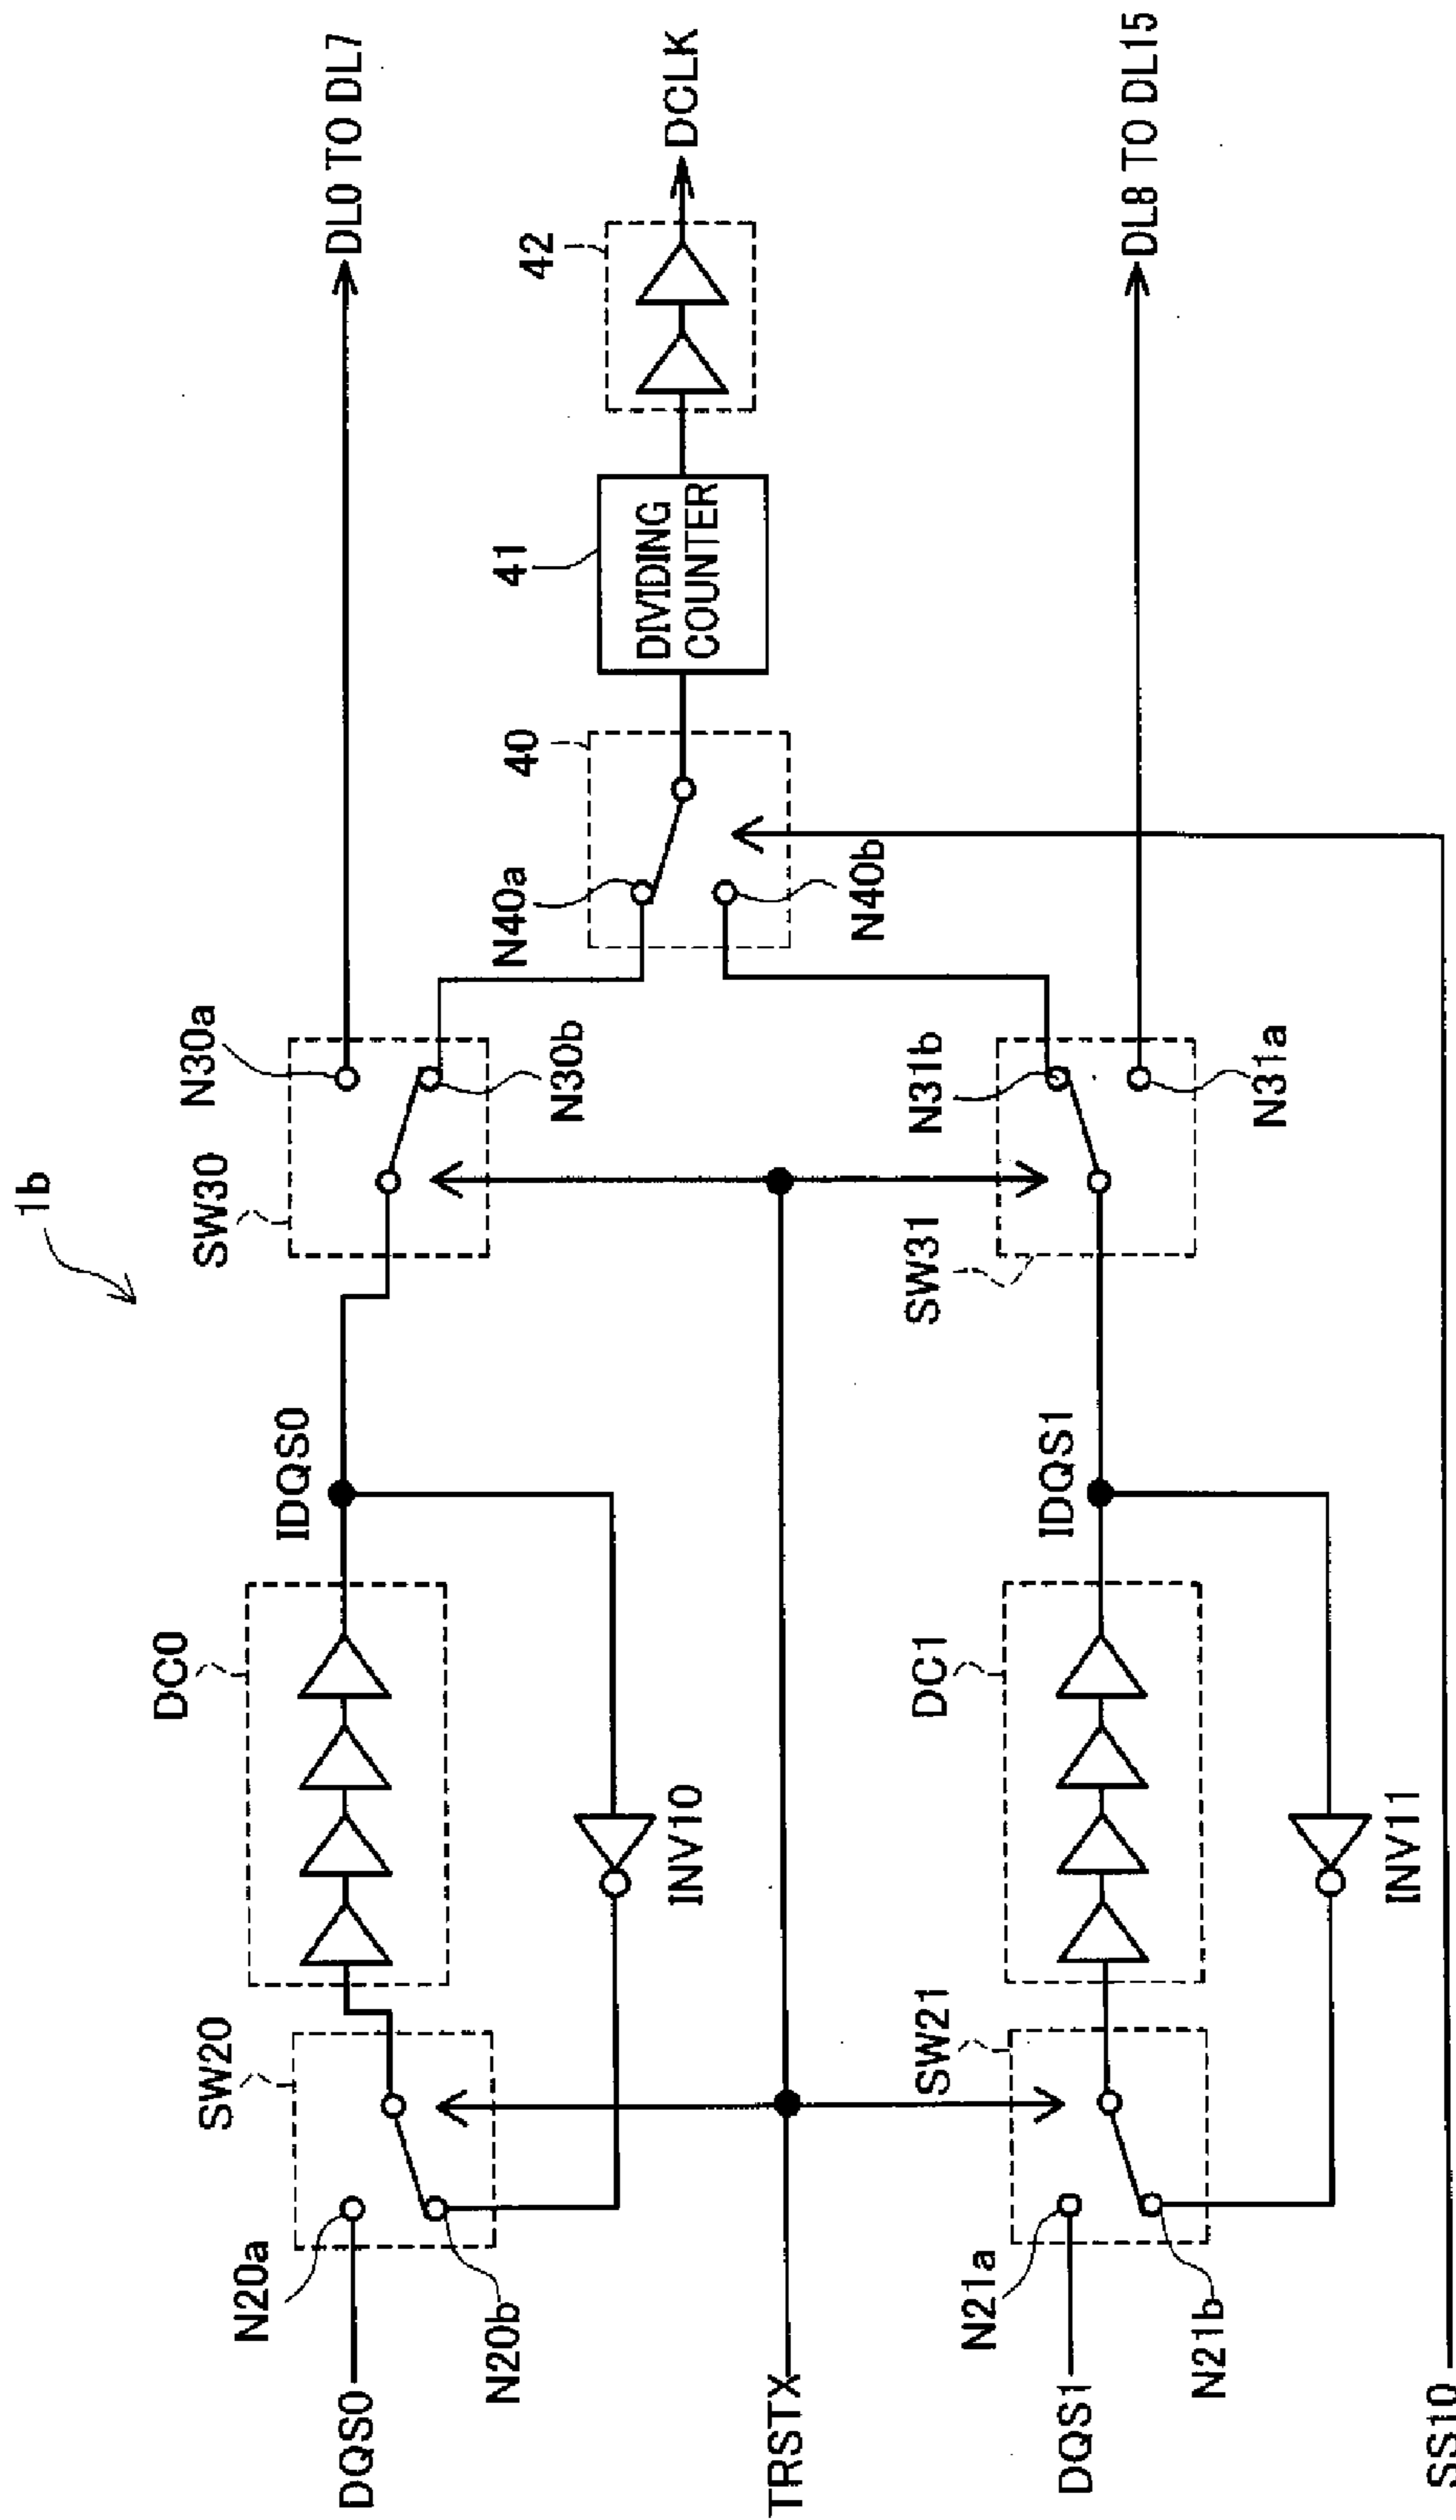 1b
DQS0
N20a
N20b
SW20
DC0
INV10
IDQS0
SW30
N30a
N30b
DL0 TO DL7
N40a
N40b
40
41
DIVIDING
COUNTER
42
DCLK
TRSTX
DQS1
N21a
N21b
SW21
DC1
INV11
IDQS1
SW31
N31b
N31a
DL8 TO DL15
SS10